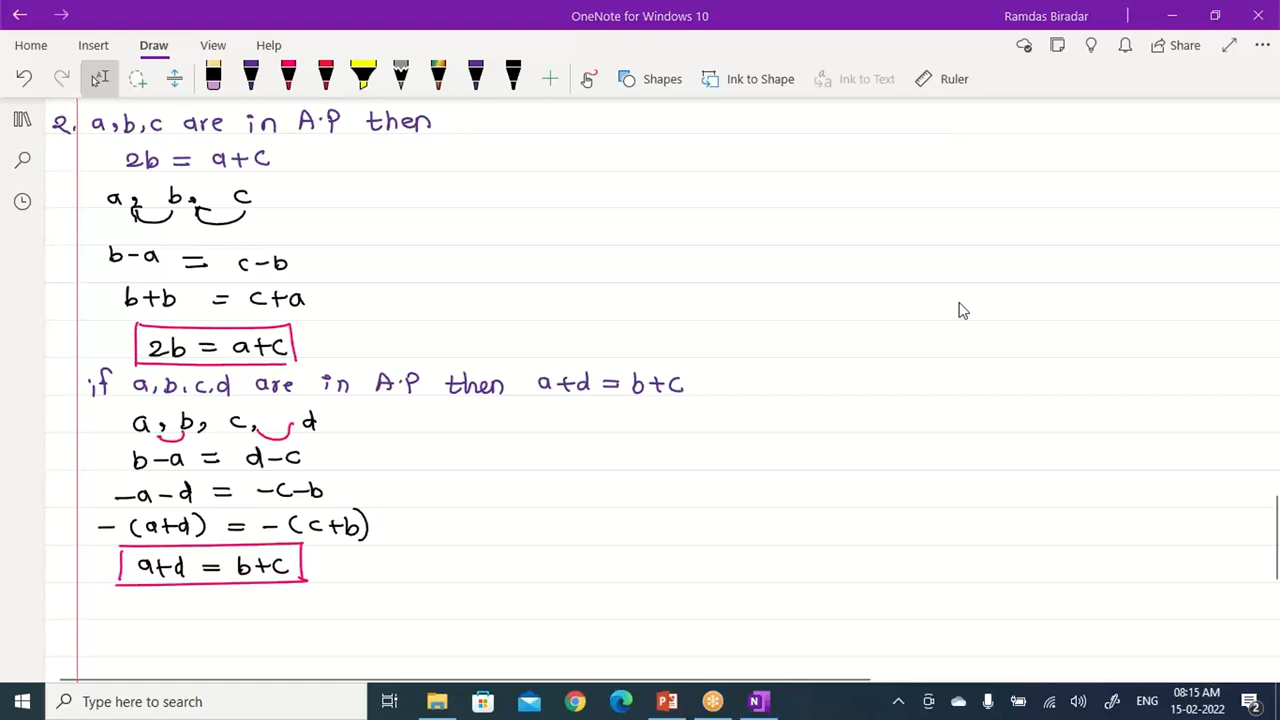 OneNote for Windows 10
Ramdas Biradar
Home Insert Draw View Help
Share
Shapes Ink to Shape Ink to Text Ruler
2. a,b,c are in A.P then
2b = a+c
a, b, c
b-a = c-b
b+b = c+a
2b = a+c
if a,b,c,d are in A.P then a+d = b+c
a, b, c, d
b-a = d-c
-a-d = -c-b
-(a+d) = -(c+b)
a+d = b+c
Type here to search
ENG
08:15 AM
15-02-2022
2